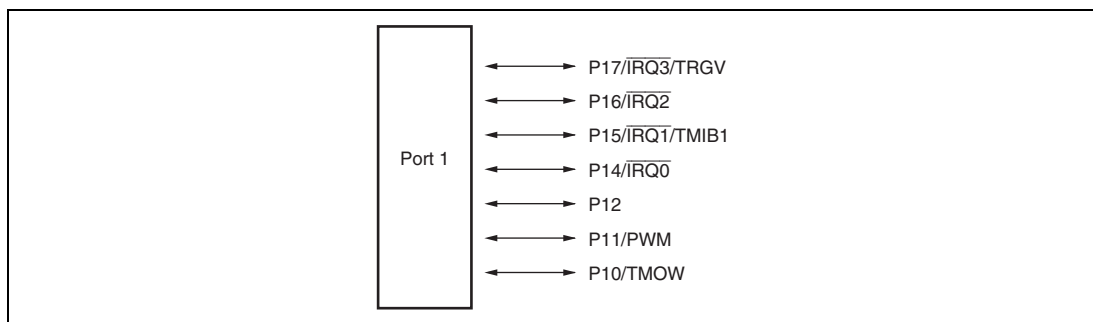 Port 1
P17/IRQ3/TRGV
P16/IRQ2
P15/IRQ1/TMIB1
P14/IRQ0
P12
P11/PWM
P10/TMOW